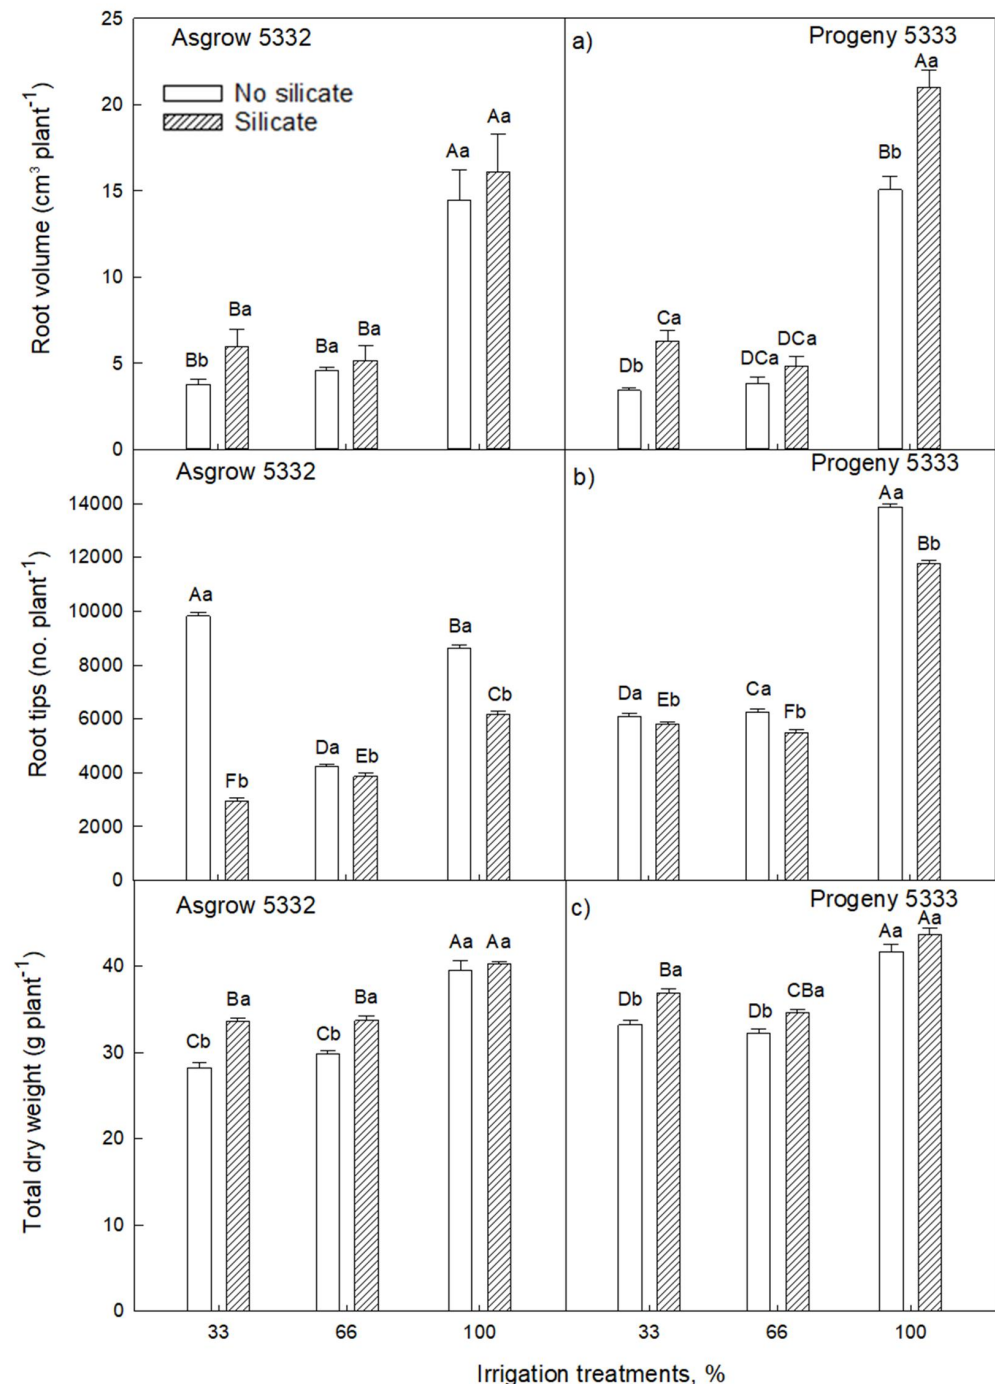 25
Asgrow 5332
a)
Progeny 5333
Aa
No silicate
Silicate
20
Aa
Aa
Bb
15
10
Ba
Ba
Ca
DCa
Bb
Ba
Db
DCa
5
0
Root volume (cm³ plant⁻¹)
Asgrow 5332
b)
Progeny 5333
14000
Aa
12000
Bb
10000
Aa
8000
Ba
6000
Cb
Da
Eb
Ca
Fb
4000
Da
Eb
2000
Fb
0
Root tips (no. plant⁻¹)
Asgrow 5332
c)
Progeny 5333
40
Aa
Aa
Aa
Aa
Cb
Ba
Cb
Ba
Db
Ba
Db
CBa
30
20
10
0
Total dry weight (g plant⁻¹)
33 66 100 33 66 100
Irrigation treatments, %